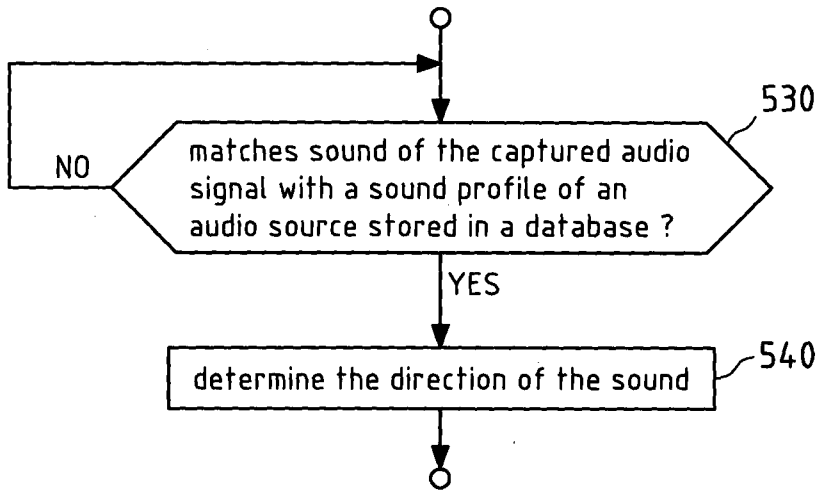 530
matches sound of the captured audio
NO
signal with a sound profile of an
audio source stored in a database ?
YES
540
determine the direction of the sound